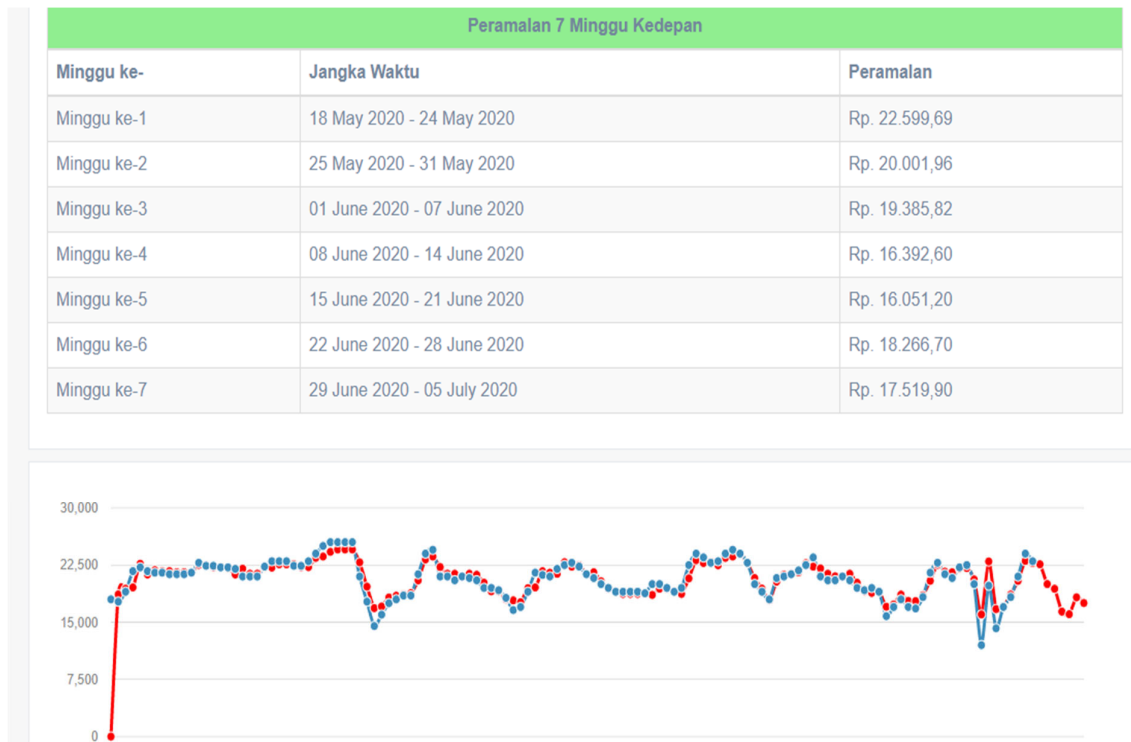 Peramalan 7 Minggu Kedepan
Minggu ke- Jangka Waktu Peramalan
Minggu ke-1 18 May 2020 - 24 May 2020 Rp. 22.599,69
Minggu ke-2 25 May 2020 - 31 May 2020 Rp. 20.001,96
Minggu ke-3 01 June 2020 - 07 June 2020 Rp. 19.385,82
Minggu ke-4 08 June 2020 - 14 June 2020 Rp. 16.392,60
Minggu ke-5 15 June 2020 - 21 June 2020 Rp. 16.051,20
Minggu ke-6 22 June 2020 - 28 June 2020 Rp. 18.266,70
Minggu ke-7 29 June 2020 - 05 July 2020 Rp. 17.519,90
30,000
22,500
15,000
7,500
0